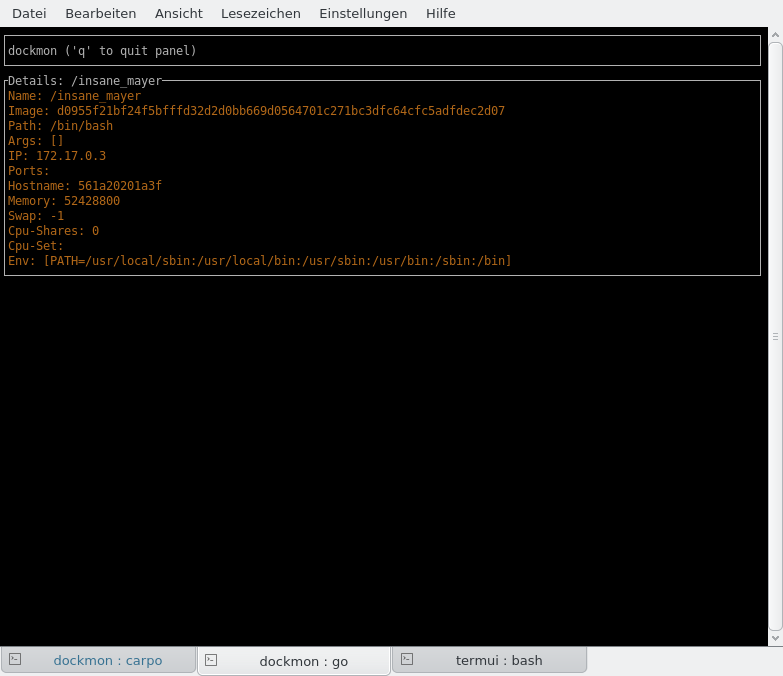 Datei Bearbeiten Ansicht Lesezeichen Einstellungen Hilfe
dockmon ('q' to quit panel)
Details: /insane_mayer
Name: /insane_mayer
Image: d0955f21bf24f5bfffd32d2d0bb669d0564701c271bc3dfc64cfc5adfdec2d07
Path: /bin/bash
Args: []
IP: 172.17.0.3
Ports:
Hostname: 561a20201a3f
Memory: 52428800
Swap: -1
Cpu-Shares: 0
Cpu-Set:
Env: [PATH=/usr/local/sbin:/usr/local/bin:/usr/sbin:/usr/bin:/sbin:/bin]
dockmon : carpo dockmon : go termui : bash